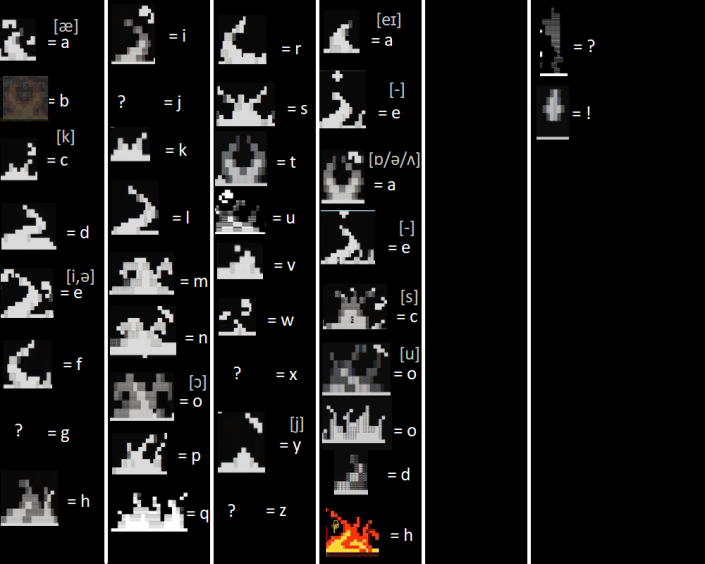 [æ]
= a
= b
[k]
= c
= d
[i,ə]
= e
= f
? = g
= h
= i
? = j
= k
= l
= m
= n
[ɔ]
= o
= p
= q
= r
= s
= t
= u
= v
= w
? = x
[j]
= y
? = z
[eɪ]
= a
[-]
= e
[ɒ/ə/ʌ]
= a
[-]
= e
[s]
= c
[u]
= o
= o
= d
= h
= ?
= !